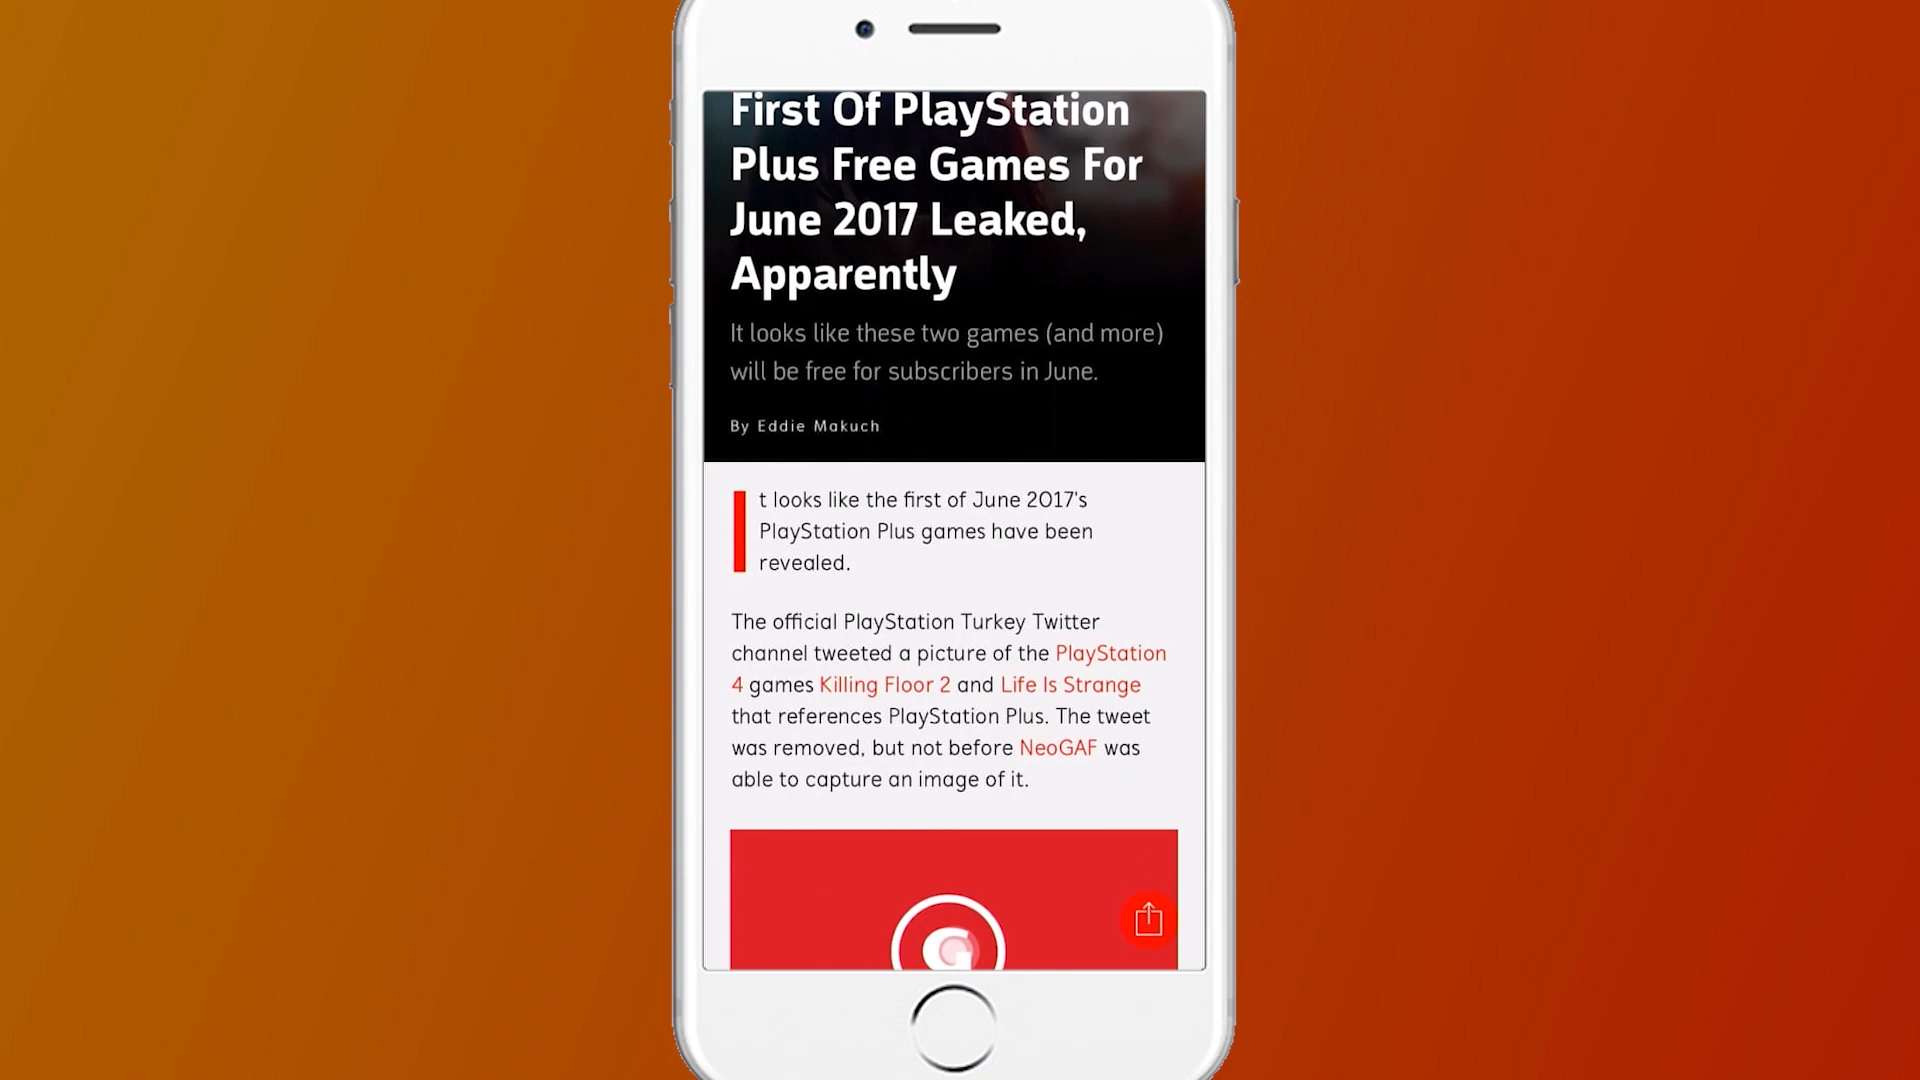 First Of PlayStation
Plus Free Games For
June 2017 Leaked,
Apparently
It looks like these two games (and more)
will be free for subscribers in June.
By Eddie Makuch
It looks like the first of June 2017's
PlayStation Plus games have been
revealed.
The official PlayStation Turkey Twitter
channel tweeted a picture of the PlayStation
4 games Killing Floor 2 and Life Is Strange
that references PlayStation Plus. The tweet
was removed, but not before NeoGAF was
able to capture an image of it.
G